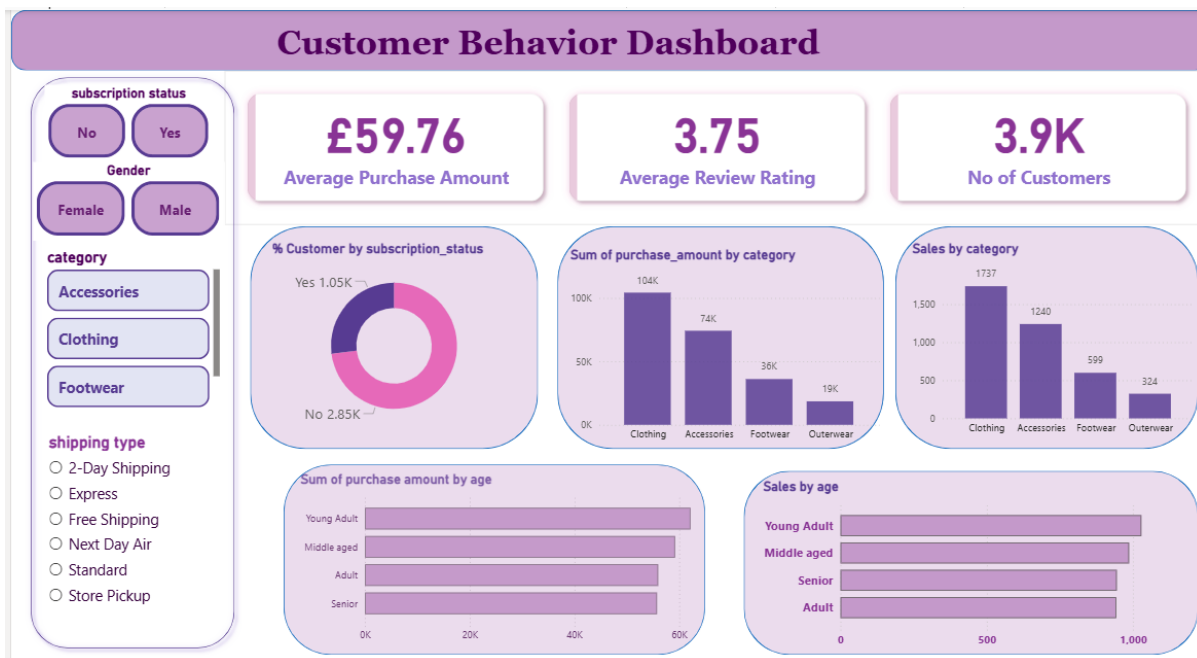 Customer Behavior Dashboard
subscription status
No Yes
Gender
Female Male
category
Accessories
Clothing
Footwear
shipping type
2-Day Shipping
Express
Free Shipping
Next Day Air
Standard
Store Pickup
£59.76
Average Purchase Amount
3.75
Average Review Rating
3.9K
No of Customers
% Customer by subscription_status
Yes 1.05K
No 2.85K
Sum of purchase_amount by category
104K
100K
74K
50K
36K
19K
0K
Clothing Accessories Footwear Outerwear
Sales by category
1737
1,500
1240
1,000
599
500
324
0
Clothing Accessories Footwear Outerwear
Sum of purchase amount by age
Young Adult
Middle aged
Adult
Senior
0K 20K 40K 60K
Sales by age
Young Adult
Middle aged
Senior
Adult
0 500 1,000